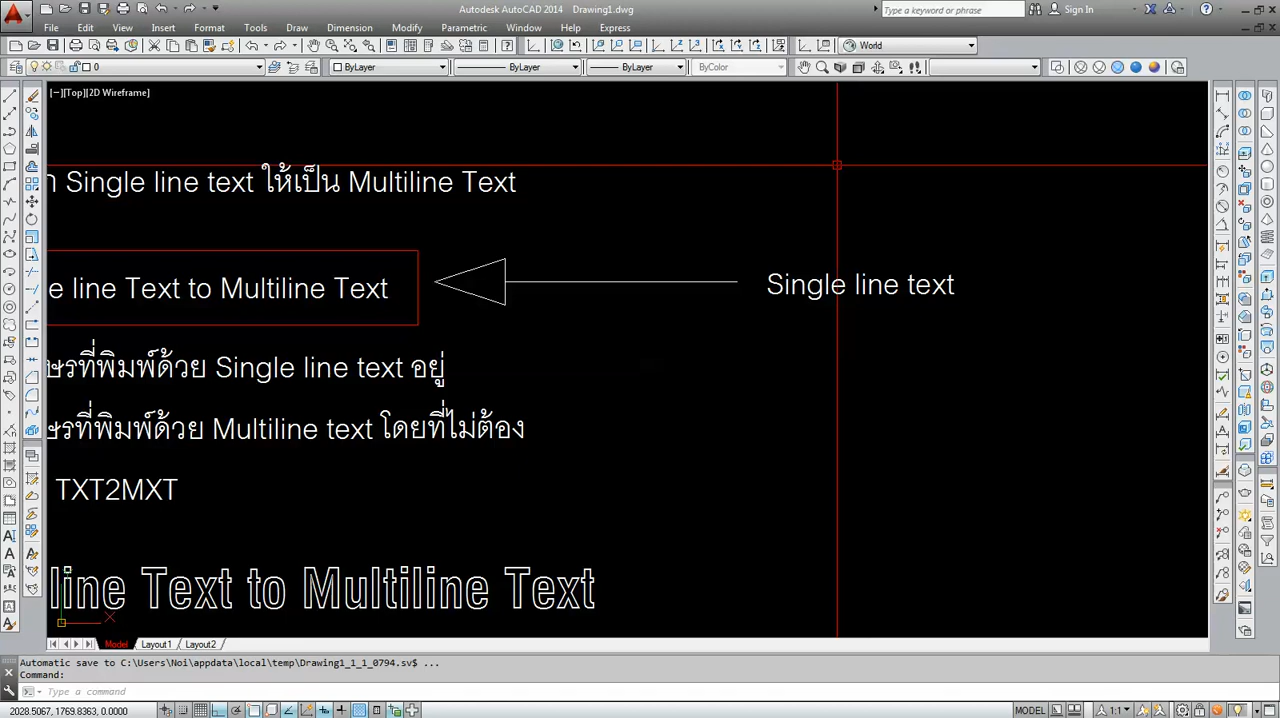 Autodesk AutoCAD 2014 Drawing1.dwg
Type a keyword or phrase
Sign In
File Edit View Insert Format Tools Draw Dimension Modify Parametric Window Help Express
World
0
ByLayer
ByLayer
ByLayer
ByColor
[−][Top][2D Wireframe]
Single line text ให้เป็น Multiline Text
e line Text to Multiline Text
Single line text
ษรที่พิมพ์ด้วย Single line text อยู่
ษรที่พิมพ์ด้วย Multiline text โดยที่ไม่ต้อง
TXT2MXT
line Text to Multiline Text
X
Model Layout1 Layout2
Automatic save to C:\Users\Noi\appdata\local\temp\Drawing1_1_1_0794.sv$ ...
Command:
Type a command
2028.5067, 1769.8363, 0.0000
MODEL
1:1